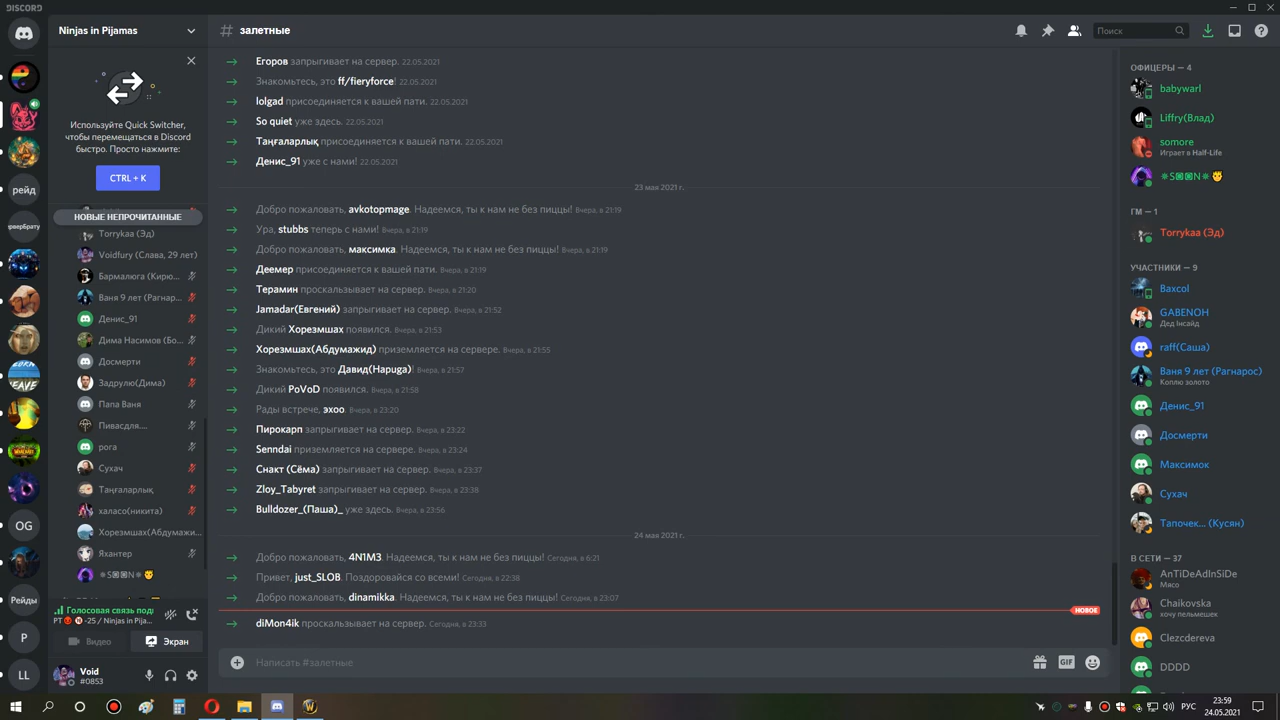 DISCORD
Ninjas in Pijamas
Используйте Quick Switcher,
чтобы перемещаться в Discord
быстро. Просто нажмите:
CTRL + K
НОВЫЕ НЕПРОЧИТАННЫЕ
Torrykaa (Эд)
Voidfury (Слава, 29 лет)
Бармалюга (Кирю...
Ваня 9 лет (Рагнар...
Денис_91
Дима Насимов (Бо...
Досмерти
Задрулю(Дима)
Папа Ваня
Пивасдля....
рога
Сухач
Таңғаларлық
халасо(никита)
Хорезмшах(Абдумажи...
Яхантер
рейд
OG
Рейды
P
LL
Голосовая связь под
-25 / Ninjas in Pija...
Видео
Экран
Void
#0853
# залетные
Поиск
Егоров запрыгивает на сервер. 22.05.2021
Знакомьтесь, это ff/fieryforce! 22.05.2021
lolgad присоединяется к вашей пати. 22.05.2021
So quiet уже здесь. 22.05.2021
Таңғаларлық присоединяется к вашей пати. 22.05.2021
Денис_91 уже с нами! 22.05.2021
23 мая 2021 г.
Добро пожаловать, avkotopmage. Надеемся, ты к нам не без пиццы! Вчера, в 21:19
Ура, stubbs теперь с нами! Вчера, в 21:19
Добро пожаловать, максимка. Надеемся, ты к нам не без пиццы! Вчера, в 21:19
Деемер присоединяется к вашей пати. Вчера, в 21:19
Терамин проскальзывает на сервер. Вчера, в 21:20
Jamadar(Евгений) запрыгивает на сервер. Вчера, в 21:52
Дикий Хорезмшах появился. Вчера, в 21:53
Хорезмшах(Абдумажид) приземляется на сервере. Вчера, в 21:55
Знакомьтесь, это Давид(Hapuga)! Вчера, в 21:57
Дикий PoVoD появился. Вчера, в 21:58
Рады встрече, эхоо. Вчера, в 23:20
Пирокарп запрыгивает на сервер. Вчера, в 23:22
Senndai приземляется на сервере. Вчера, в 23:24
Снакт (Сёма) запрыгивает на сервер. Вчера, в 23:37
Zloy_Tabyret запрыгивает на сервер. Вчера, в 23:38
Bulldozer_(Паша)_ уже здесь. Вчера, в 23:56
24 мая 2021 г.
Добро пожаловать, 4N1M3. Надеемся, ты к нам не без пиццы! Сегодня, в 6:21
Привет, just_SLOB. Поздоровайся со всеми! Сегодня, в 22:38
Добро пожаловать, dinamikka. Надеемся, ты к нам не без пиццы! Сегодня, в 23:07
НОВОЕ
diMon4ik проскальзывает на сервер. Сегодня, в 23:33
Написать #залетные
GIF
ОФИЦЕРЫ — 4
babywarl
Liffry(Влад)
somore
Играет в Half-Life
ГМ — 1
Torrykaa (Эд)
УЧАСТНИКИ — 9
Baxcol
GABENOH
Дед Інсайд
raff(Саша)
Ваня 9 лет (Рагнарос)
Коплю золото
Денис_91
Досмерти
Максимок
Сухач
Тапочек... (Кусян)
В СЕТИ — 37
AnTiDeAdInSiDe
Мясо
Chaikovska
хочу пельмешек
Clezcdereva
DDDD
РУС
23:59
24.05.2021